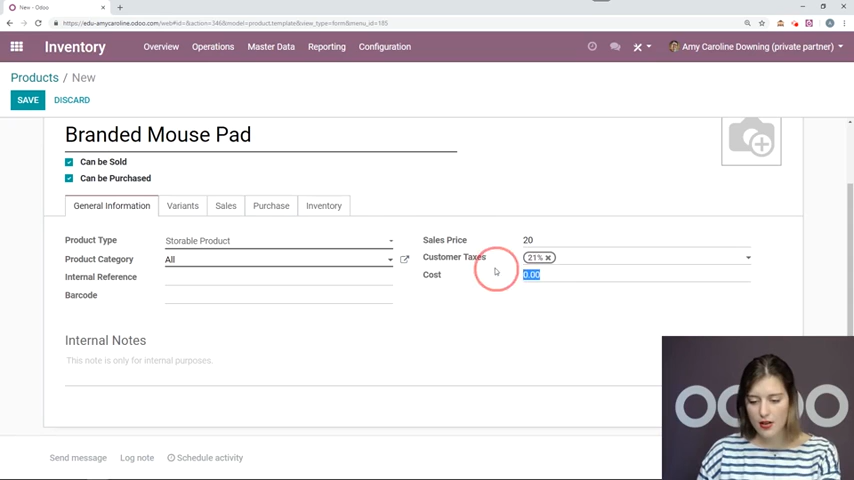 New - Odoo
https://edu-amycaroline.odoo.com/web#id=&action=346&model=product.template&view_type=form&menu_id=185
Inventory Overview Operations Master Data Reporting Configuration Amy Caroline Downing (private partner)
Products / New
SAVE DISCARD
Branded Mouse Pad
Can be Sold
Can be Purchased
General Information Variants Sales Purchase Inventory
Product Type Storable Product Sales Price 20
Product Category All Customer Taxes 21%
Internal Reference Cost 0.00
Barcode
Internal Notes
This note is only for internal purposes.
odoo
Send message Log note Schedule activity